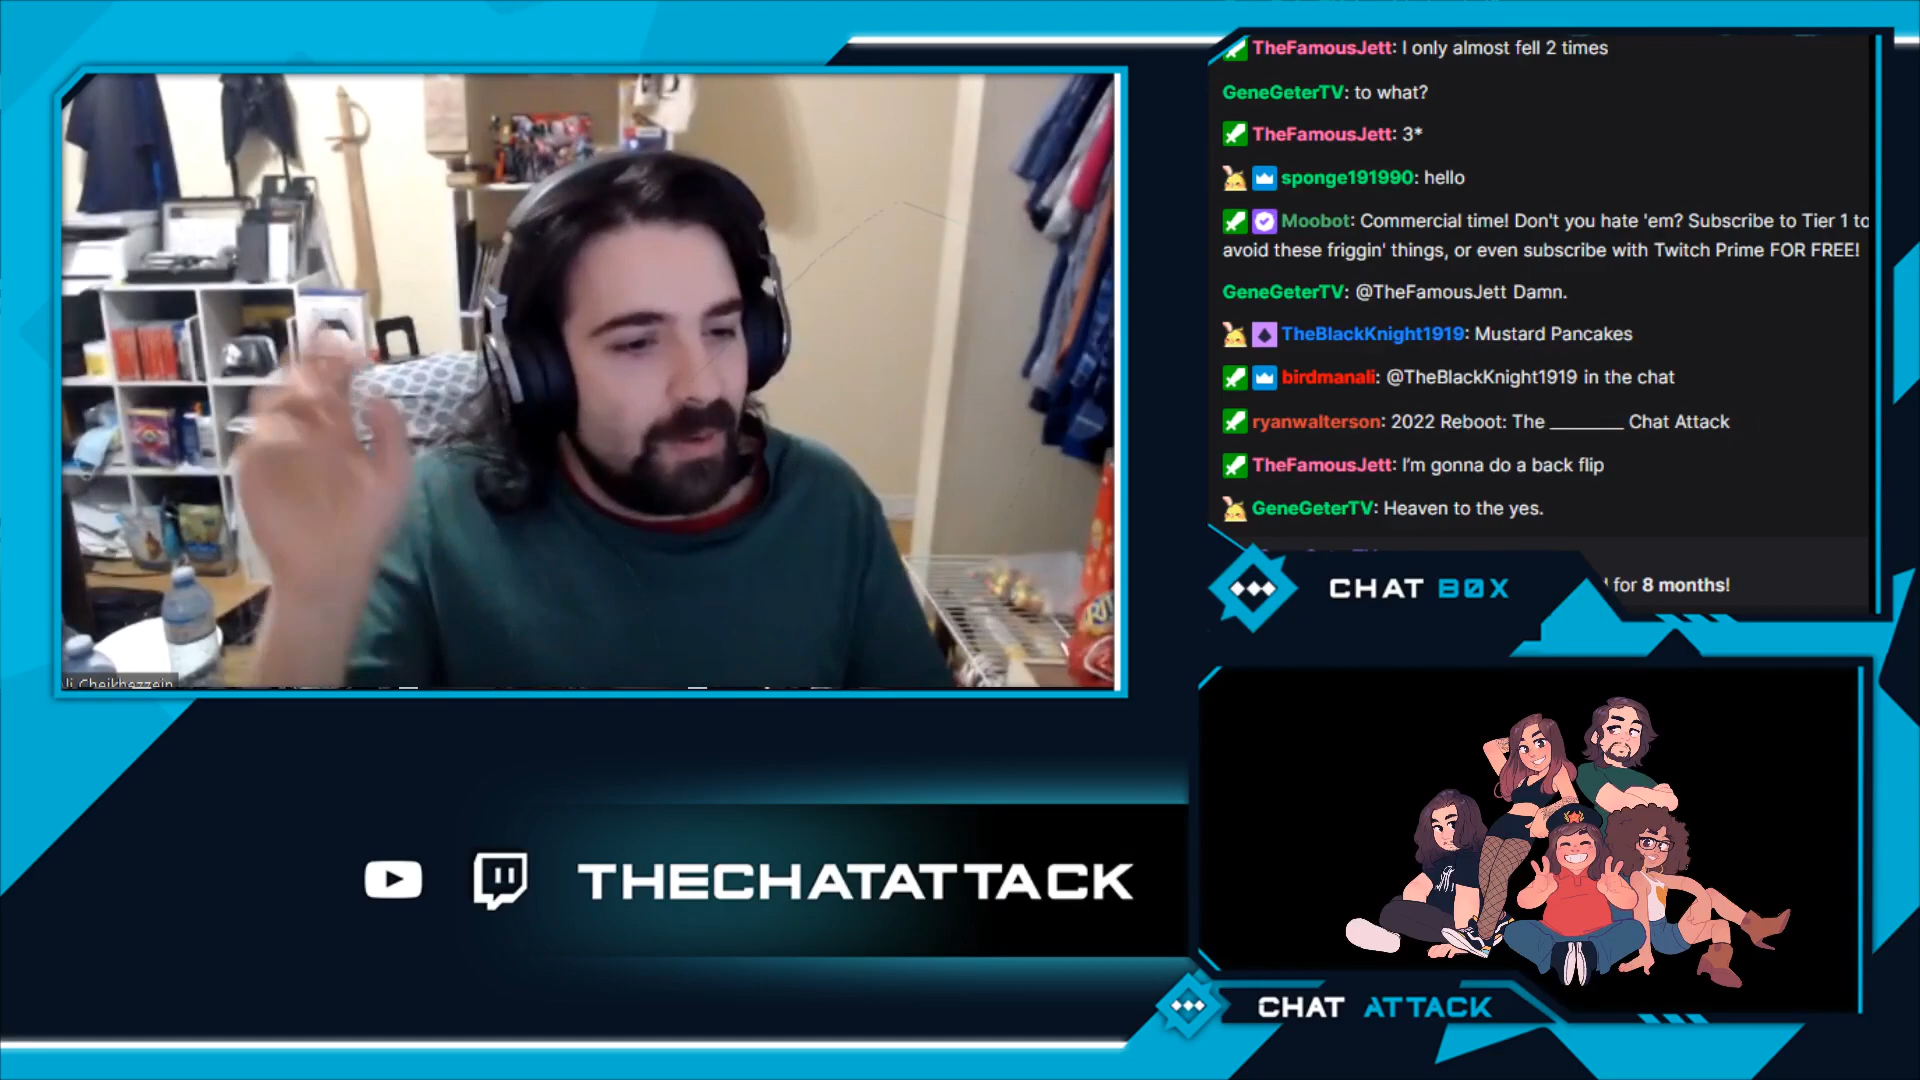 TheFamousJett: I only almost fell 2 times
GeneGeterTV: to what?
TheFamousJett: 3*
sponge191990: hello
Moobot: Commercial time! Don't you hate 'em? Subscribe to Tier 1 to
avoid these friggin' things, or even subscribe with Twitch Prime FOR FREE!
GeneGeterTV: @TheFamousJett Damn.
TheBlackKnight1919: Mustard Pancakes
birdmanali: @TheBlackKnight1919 in the chat
ryanwalterson: 2022 Reboot: The ________ Chat Attack
TheFamousJett: I'm gonna do a back flip
GeneGeterTV: Heaven to the yes.
for 8 months!
CHAT B0X
Cheikhazzein
THECHATATTACK
CHAT ATTACK